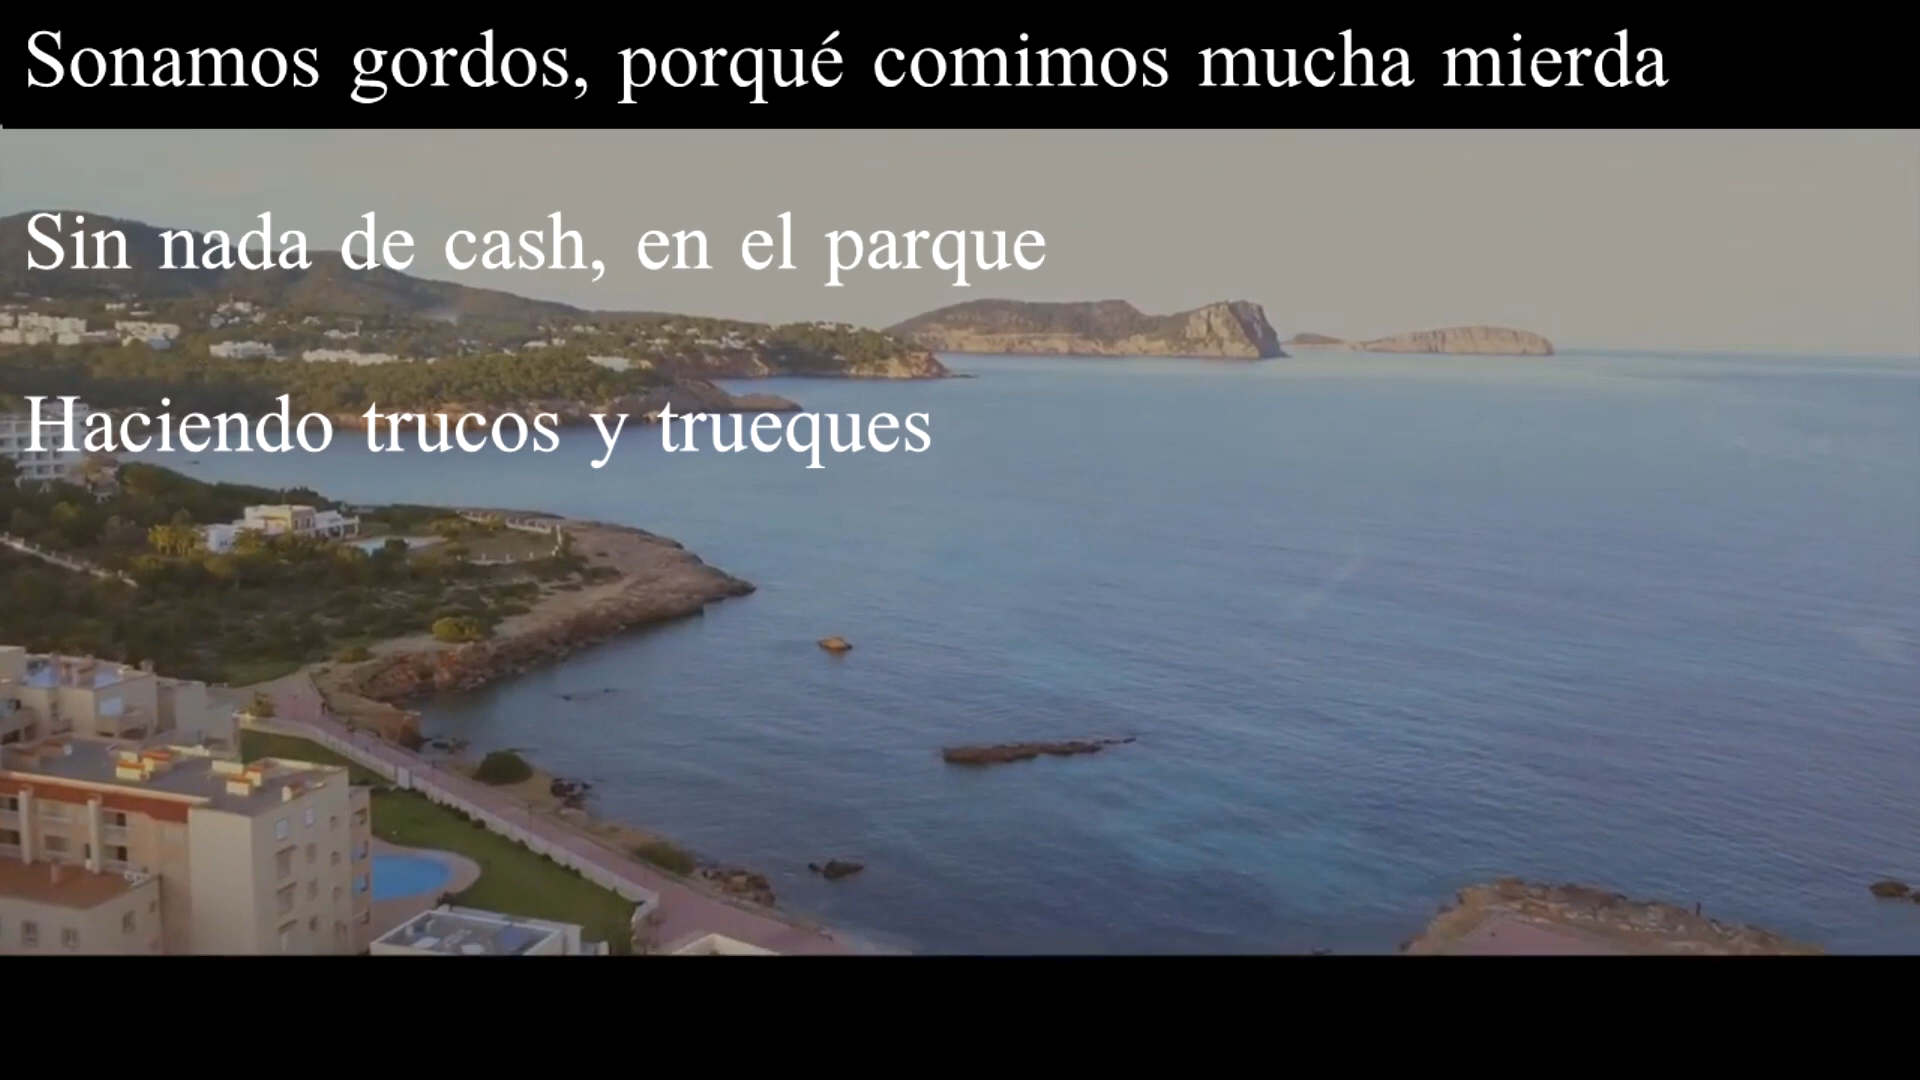 Sonamos gordos, porqué comimos mucha mierda
Sin nada de cash, en el parque
Haciendo trucos y trueques